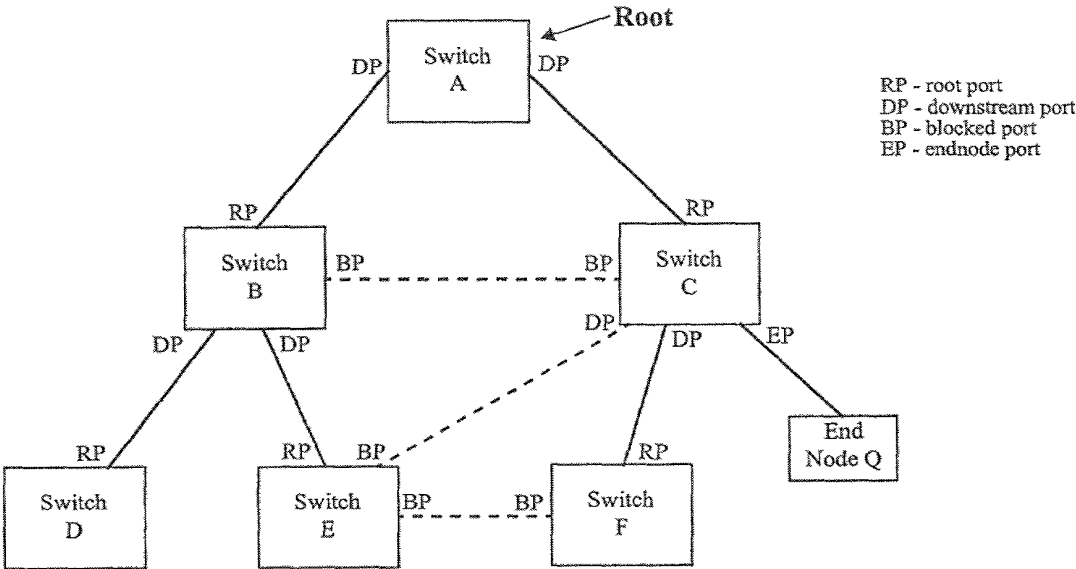 Root
Switch
A
DP
DP
RP - root port
DP - downstream port
BP - blocked port
EP - endnode port
RP
RP
Switch
B
BP
BP
Switch
C
DP
DP
DP
DP
EP
RP
RP
BP
RP
End
Node Q
Switch
D
Switch
E
BP
BP
Switch
F